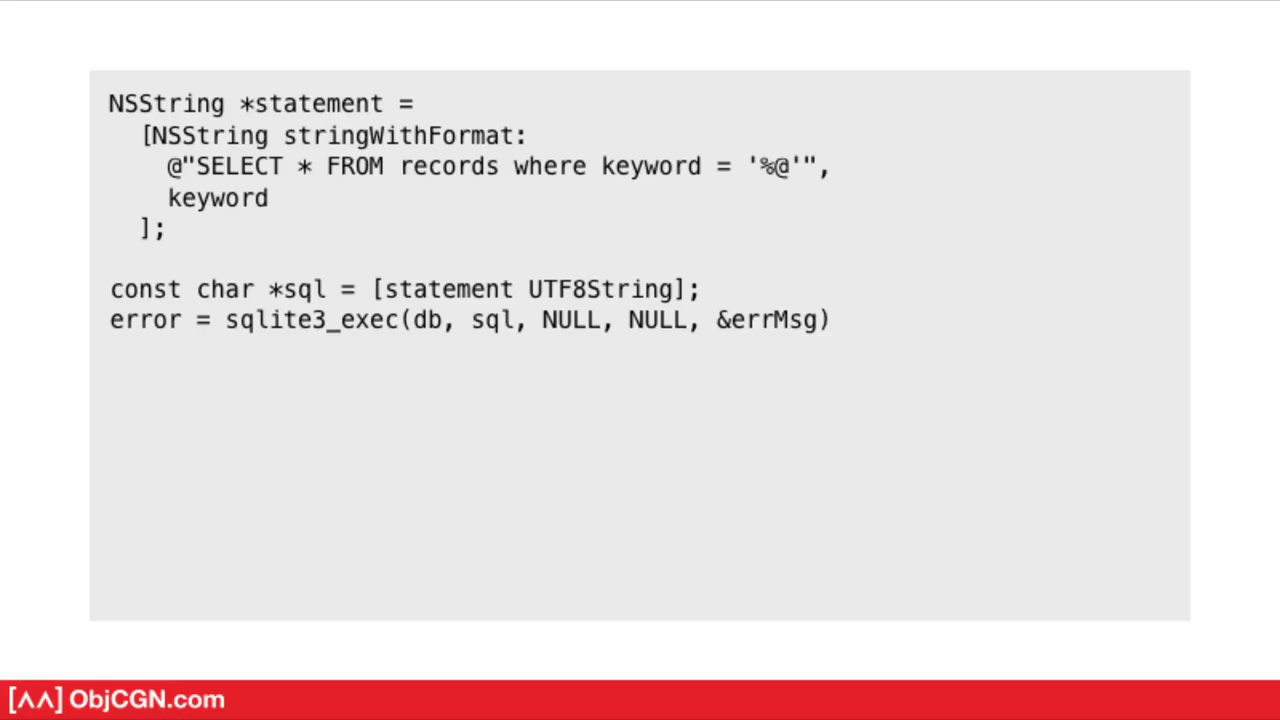 NSString *statement =
[NSString stringWithFormat:
@"SELECT * FROM records where keyword = '%@'",
keyword
];
const char *sql = [statement UTF8String];
error = sqlite3_exec(db, sql, NULL, NULL, &errMsg)
[ʌʌ] ObjCGN.com